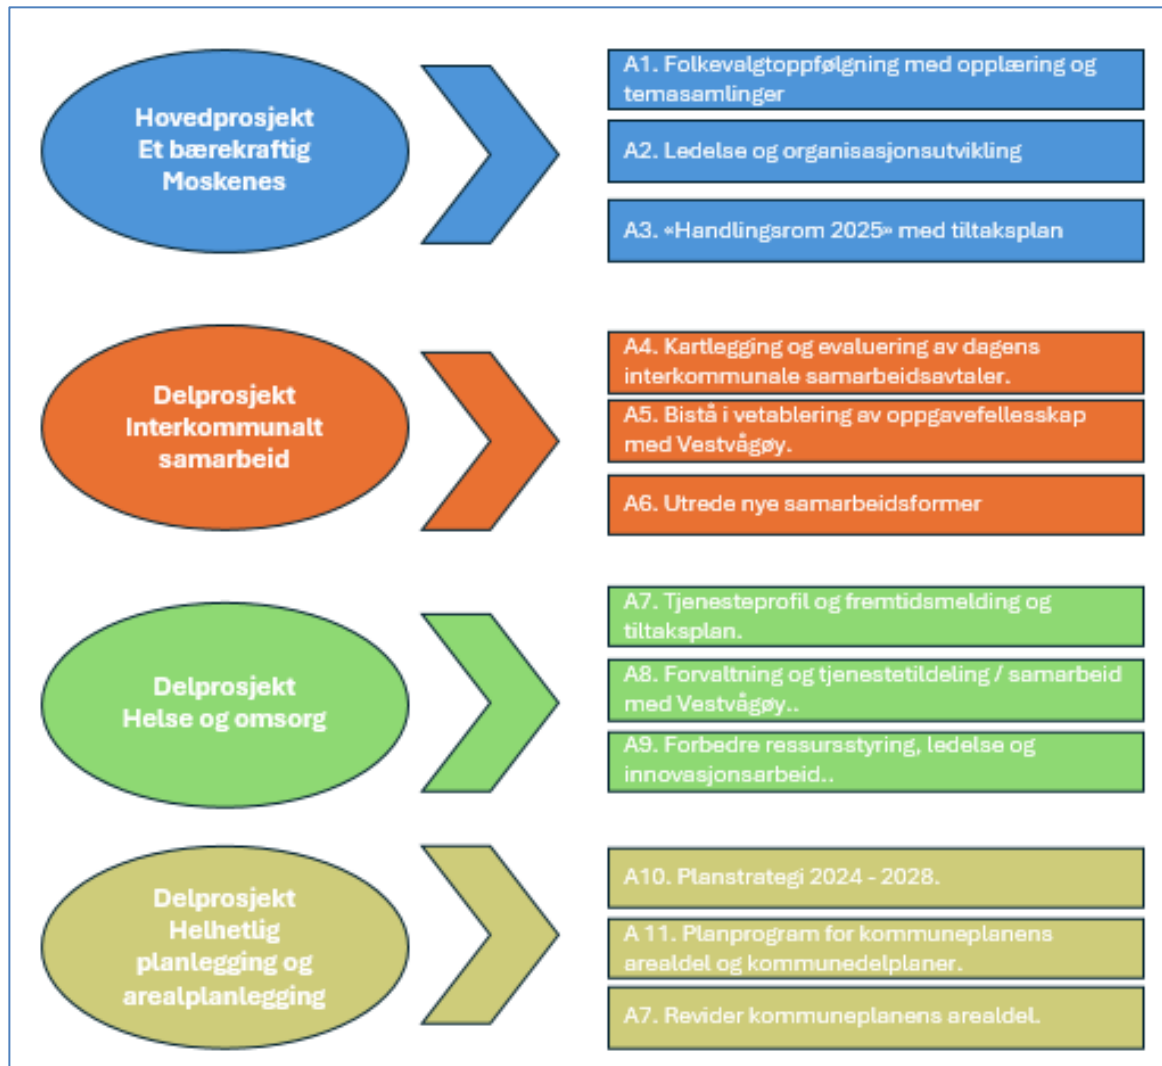 Hovedprosjekt
Et bærekraftig
Moskenes
A1. Folkevalgtoppfølgning med opplæring og
temasamlinger
A2. Ledelse og organisasjonsutvikling
A3. «Handlingsrom 2025» med tiltaksplan
Delprosjekt
Interkommunalt
samarbeid
A4. Kartlegging og evaluering av dagens
interkommunale samarbeidsavtaler.
A5. Bistå i vetablering av oppgavefellesskap
med Vestvågøy.
A6. Utrede nye samarbeidsformer
Delprosjekt
Helse og omsorg
A7. Tjenesteprofil og fremtidsmelding og
tiltaksplan.
A8. Forvaltning og tjenestetildeling / samarbeid
med Vestvågøy..
A9. Forbedre ressursstyring, ledelse og
innovasjonsarbeid..
Delprosjekt
Helhetlig
planlegging og
arealplanlegging
A10. Planstrategi 2024 - 2028.
A 11. Planprogram for kommuneplanens
arealdel og kommunedelplaner.
A7. Revider kommuneplanens arealdel.